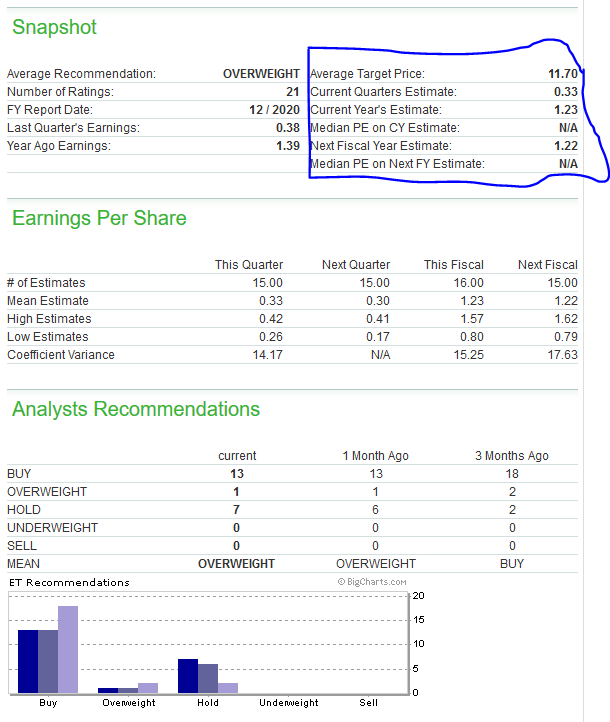 Snapshot
Average Recommendation: OVERWEIGHT Average Target Price: 11.70
Number of Ratings: 21 Current Quarters Estimate: 0.33
FY Report Date: 12 / 2020 Current Year's Estimate: 1.23
Last Quarter's Earnings: 0.38 Median PE on CY Estimate: N/A
Year Ago Earnings: 1.39 Next Fiscal Year Estimate: 1.22
Median PE on Next FY Estimate: N/A
Earnings Per Share
This Quarter Next Quarter This Fiscal Next Fiscal
# of Estimates 15.00 15.00 16.00 15.00
Mean Estimate 0.33 0.30 1.23 1.22
High Estimates 0.42 0.41 1.57 1.62
Low Estimates 0.26 0.17 0.80 0.79
Coefficient Variance 14.17 N/A 15.25 17.63
Analysts Recommendations
current 1 Month Ago 3 Months Ago
BUY 13 13 18
OVERWEIGHT 1 1 2
HOLD 7 6 2
UNDERWEIGHT 0 0 0
SELL 0 0 0
MEAN OVERWEIGHT OVERWEIGHT BUY
ET Recommendations © BigCharts.com
20
15
10
5
0
Buy Overweight Hold Underweight Sell